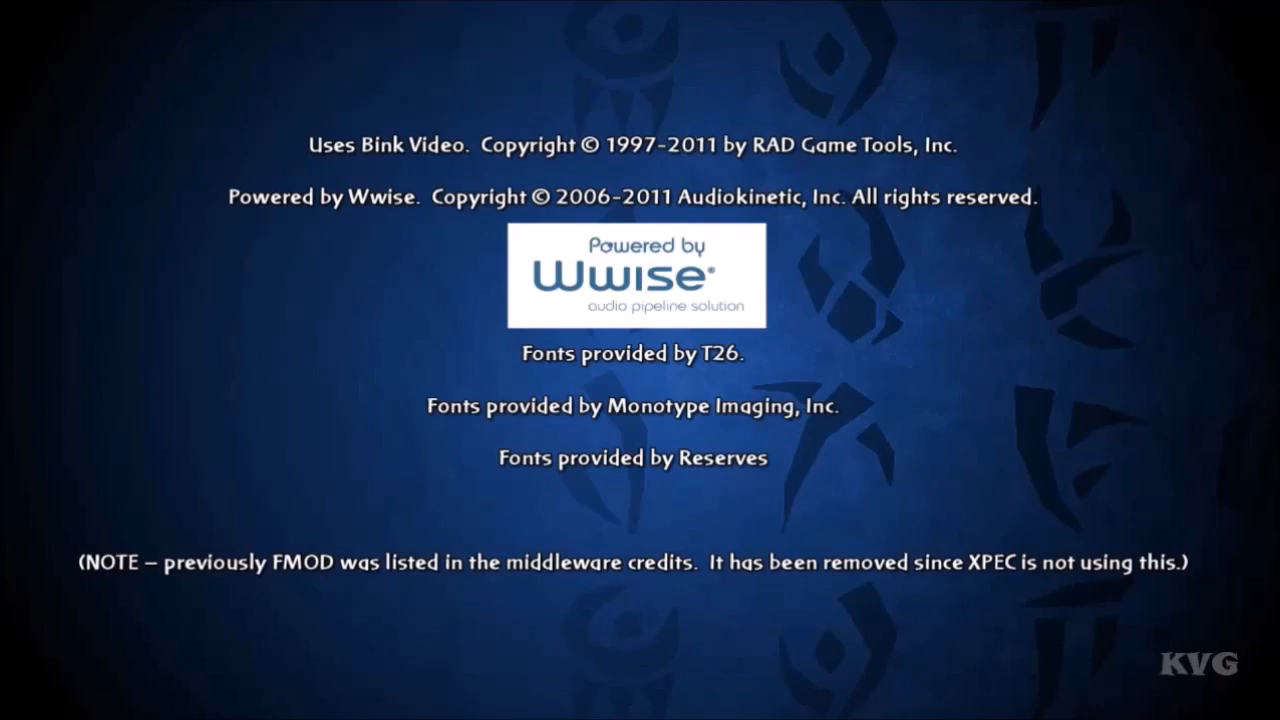 Uses Bink Video.  Copyright © 1997-2011 by RAD Game Tools, Inc.
Powered by Wwise.  Copyright © 2006-2011 Audiokinetic, Inc. All rights reserved.
Powered by
Wwise®
audio pipeline solution
Fonts provided by T26.
Fonts provided by Monotype Imaging, Inc.
Fonts provided by Reserves
(NOTE – previously FMOD was listed in the middleware credits.  It has been removed since XPEC is not using this.)
KVG